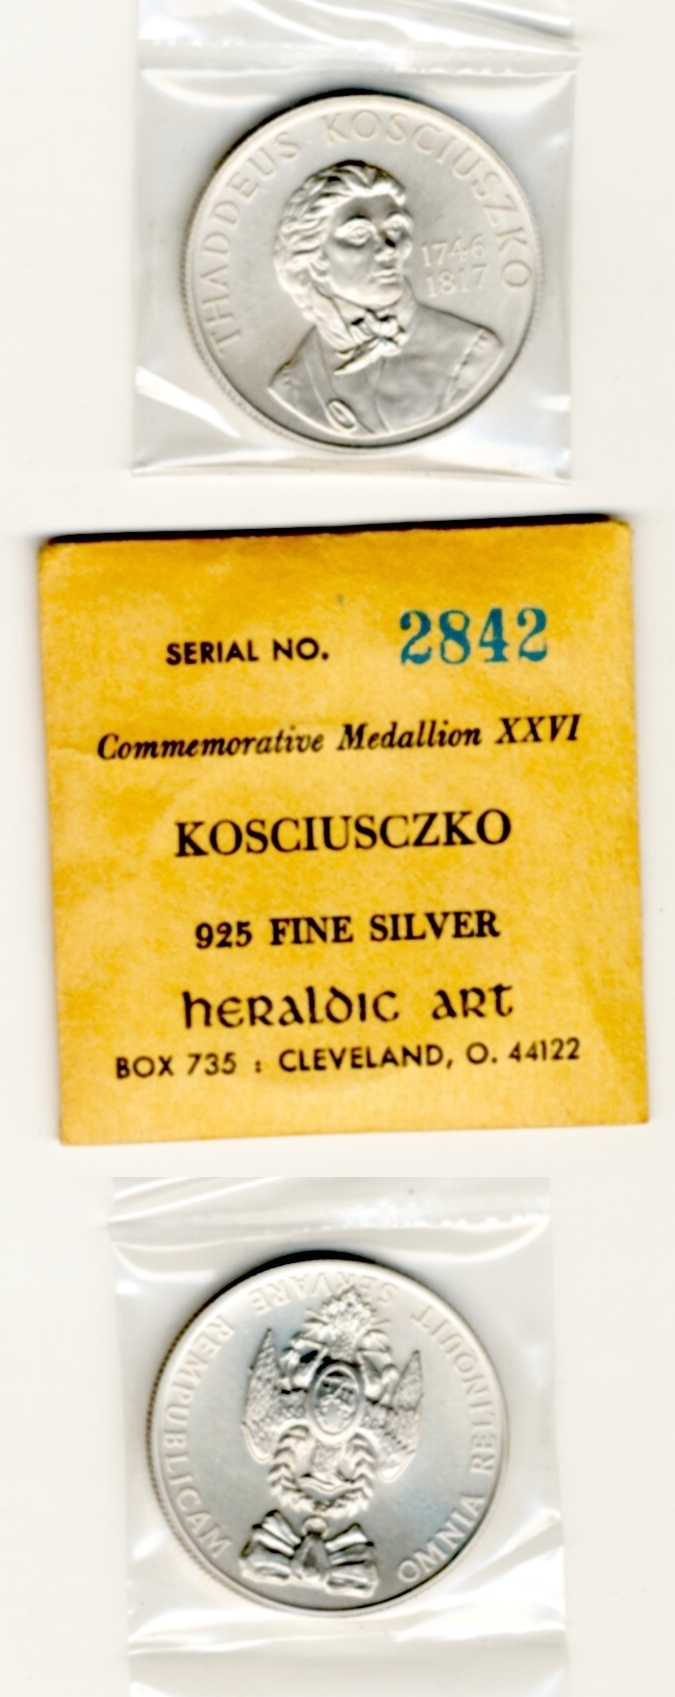 THADDEUS KOSCIUSZKO
1746
1817
SERIAL NO. 2842
Commemorative Medallion XXVI
KOSCIUSCZKO
925 FINE SILVER
heraldic art
BOX 735 : CLEVELAND, O. 44122
OMNIA RELINQUIT SERVARE REMPUBLICAM